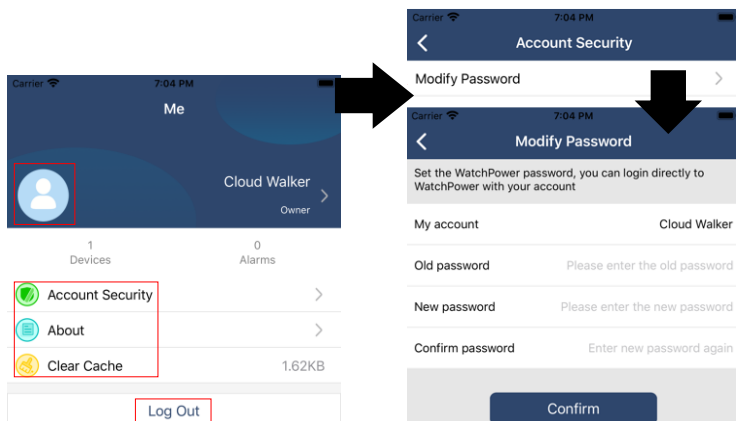 Carrier 7:04 PM
Me
Cloud Walker
Owner
1 0
Devices Alarms
Account Security
About
Clear Cache 1.62KB
Log Out
Carrier 7:04 PM
Account Security
Modify Password
Carrier 7:04 PM
Modify Password
Set the WatchPower password, you can login directly to
WatchPower with your account
My account Cloud Walker
Old password Please enter the old password
New password Please enter the new password
Confirm password Enter new password again
Confirm